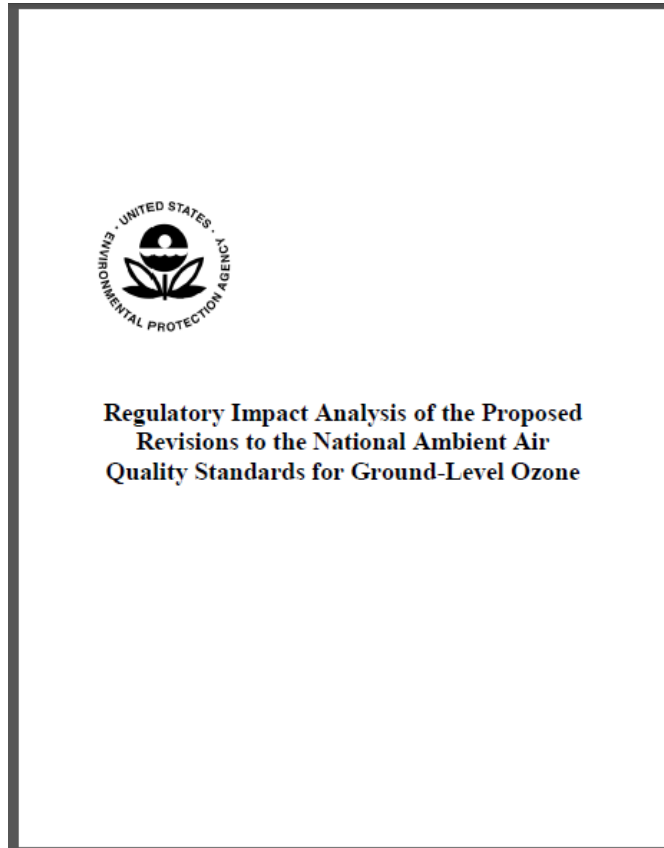 · UNITED STATES ·
ENVIRONMENTAL PROTECTION AGENCY
Regulatory Impact Analysis of the Proposed
Revisions to the National Ambient Air
Quality Standards for Ground-Level Ozone